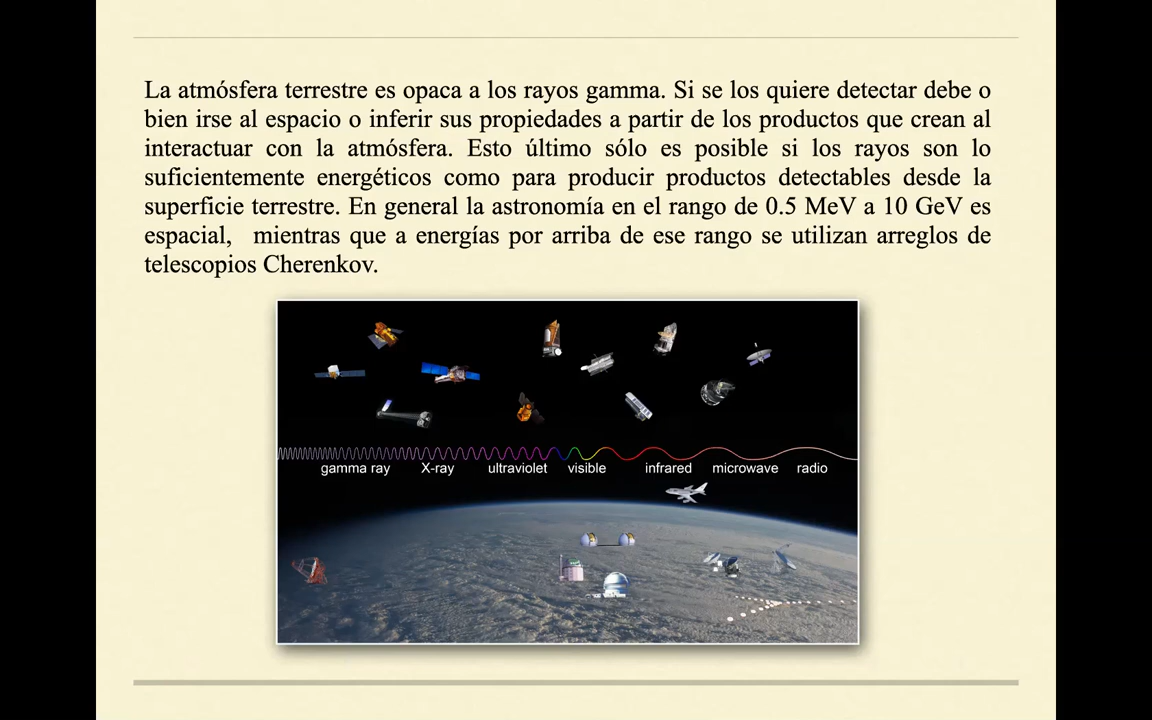 La atmósfera terrestre es opaca a los rayos gamma. Si se los quiere detectar debe o
bien irse al espacio o inferir sus propiedades a partir de los productos que crean al
interactuar con la atmósfera. Esto último sólo es posible si los rayos son lo
suficientemente energéticos como para producir productos detectables desde la
superficie terrestre. En general la astronomía en el rango de 0.5 MeV a 10 GeV es
espacial, mientras que a energías por arriba de ese rango se utilizan arreglos de
telescopios Cherenkov.
gamma ray X-ray ultraviolet visible infrared microwave radio